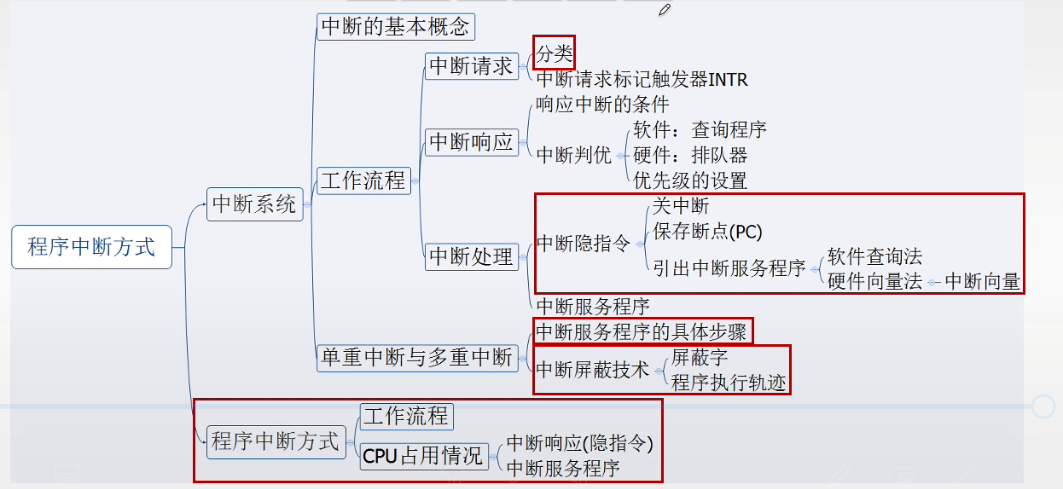 中断的基本概念
分类
中断请求
中断请求标记触发器INTR
响应中断的条件
软件：查询程序
中断响应
中断判优
硬件：排队器
优先级的设置
工作流程
中断系统
关中断
保存断点(PC)
中断隐指令
程序中断方式
中断处理
引出中断服务程序
软件查询法
硬件向量法
中断向量
中断服务程序
中断服务程序的具体步骤
单重中断与多重中断
屏蔽字
中断屏蔽技术
程序执行轨迹
工作流程
程序中断方式
中断响应(隐指令)
CPU占用情况
中断服务程序